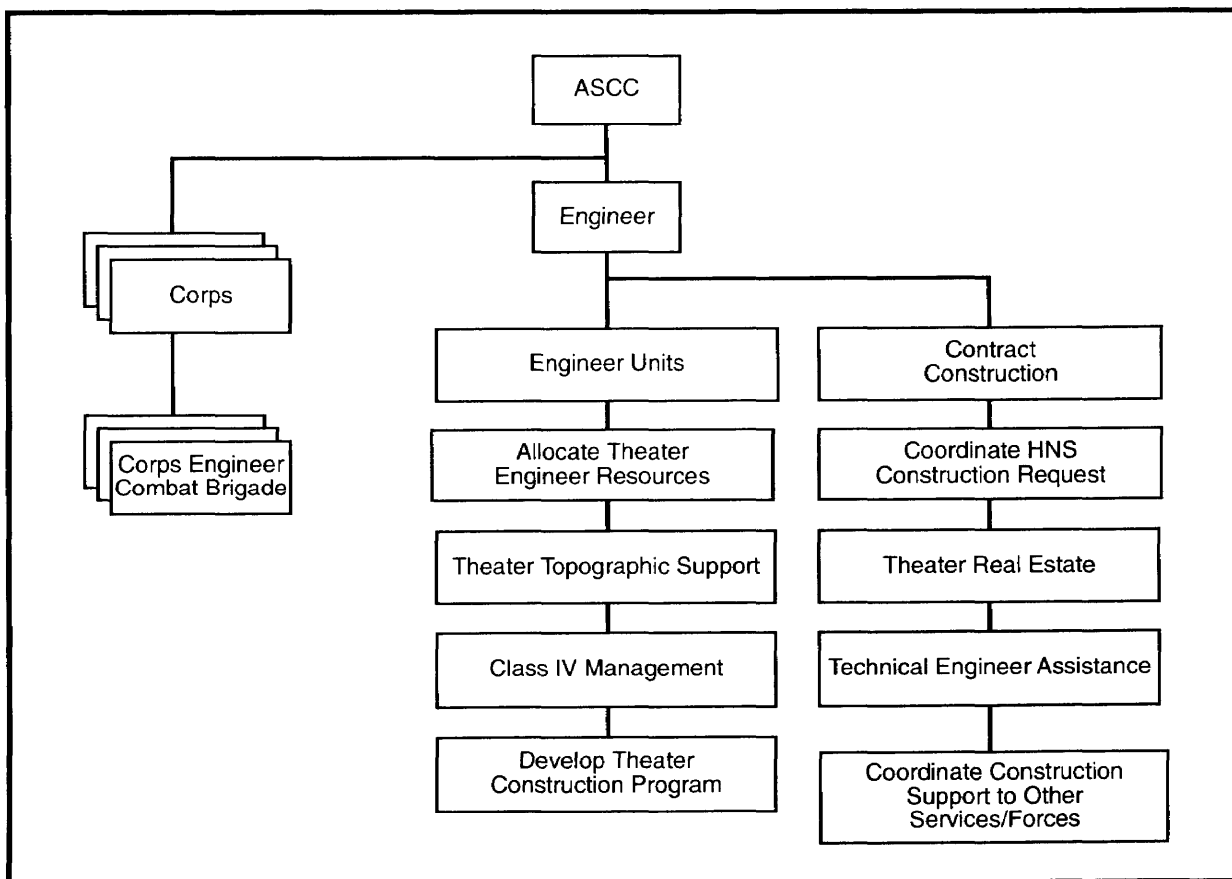 ASCC
Engineer
Corps
Corps Engineer
Combat Brigade
Engineer Units
Allocate Theater
Engineer Resources
Theater Topographic Support
Class IV Management
Develop Theater
Construction Program
Contract
Construction
Coordinate HNS
Construction Request
Theater Real Estate
Technical Engineer Assistance
Coordinate Construction
Support to Other
Services/Forces